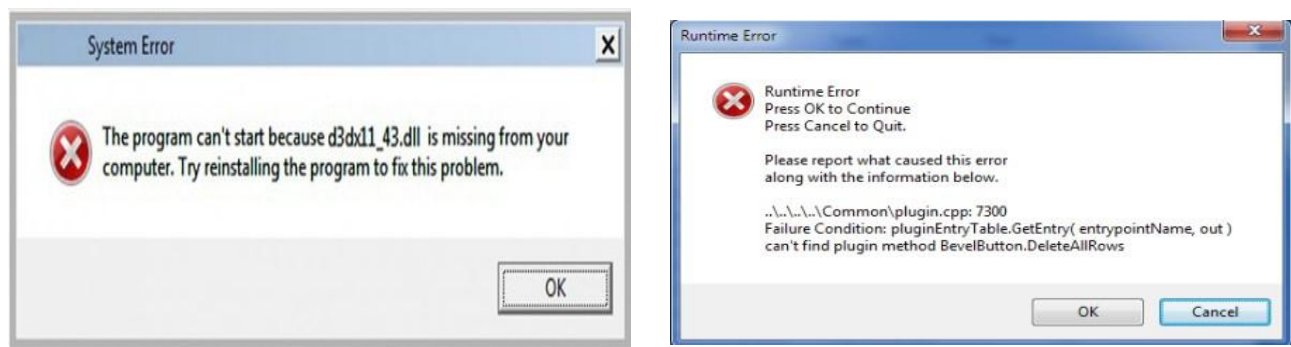 System Error
X
The program can't start because d3dx11_43.dll is missing from your
computer. Try reinstalling the program to fix this problem.
OK
Runtime Error
Runtime Error
Press OK to Continue
Press Cancel to Quit.
Please report what caused this error
along with the information below.
..\..\..\..\Common\plugin.cpp: 7300
Failure Condition: pluginEntryTable.GetEntry( entrypointName, out )
can't find plugin method BevelButton.DeleteAllRows
OK
Cancel